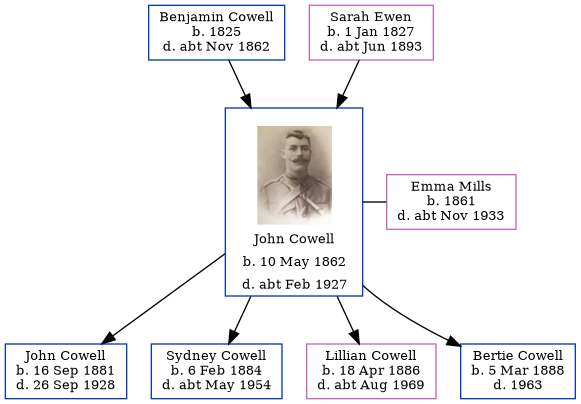 Benjamin Cowell
b. 1825
d. abt Nov 1862
Sarah Ewen
b. 1 Jan 1827
d. abt Jun 1893
John Cowell
b. 10 May 1862
d. abt Feb 1927
Emma Mills
b. 1861
d. abt Nov 1933
John Cowell
b. 16 Sep 1881
d. 26 Sep 1928
Sydney Cowell
b. 6 Feb 1884
d. abt May 1954
Lillian Cowell
b. 18 Apr 1886
d. abt Aug 1969
Bertie Cowell
b. 5 Mar 1888
d. 1963